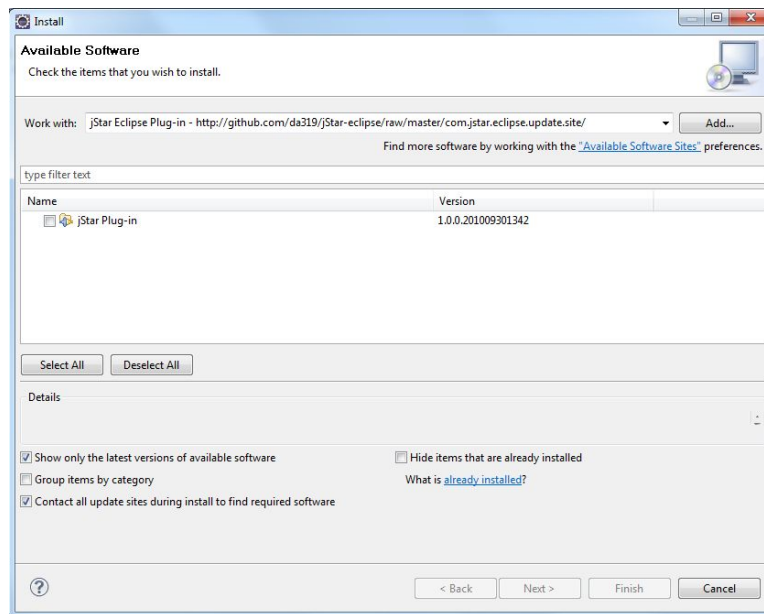 Install
Available Software
Check the items that you wish to install.
Work with: jStar Eclipse Plug-in - http://github.com/da319/jStar-eclipse/raw/master/com.jstar.eclipse.update.site/ Add...
Find more software by working with the "Available Software Sites" preferences.
type filter text
Name Version
jStar Plug-in 1.0.0.201009301342
Select All Deselect All
Details
Show only the latest versions of available software Hide items that are already installed
Group items by category What is already installed?
Contact all update sites during install to find required software
? < Back Next > Finish Cancel